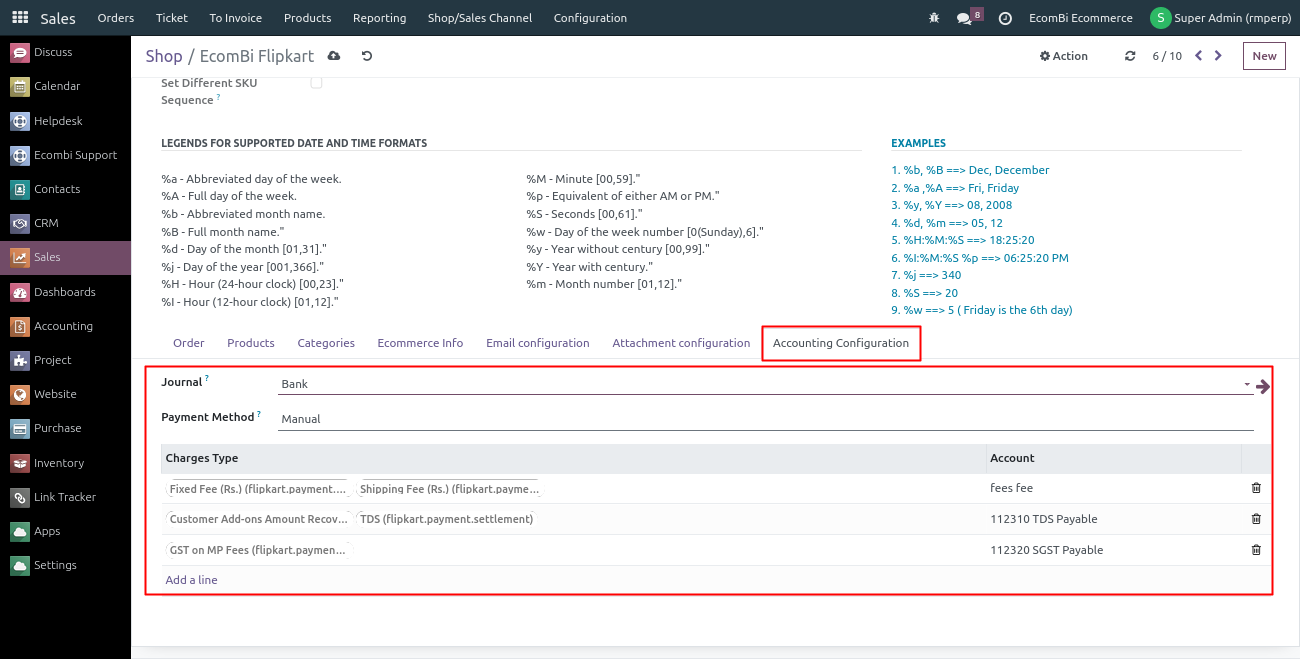 Sales Orders Ticket To Invoice Products Reporting Shop/Sales Channel Configuration 8 EcomBi Ecommerce S Super Admin (rmperp)
Discuss
Calendar
Helpdesk
Ecombi Support
Contacts
CRM
Sales
Dashboards
Accounting
Project
Website
Purchase
Inventory
Link Tracker
Apps
Settings
Shop / EcomBi Flipkart Action 6 / 10 New
Set Different SKU
Sequence ?
LEGENDS FOR SUPPORTED DATE AND TIME FORMATS
%a - Abbreviated day of the week.
%A - Full day of the week.
%b - Abbreviated month name.
%B - Full month name."
%d - Day of the month [01,31]."
%j - Day of the year [001,366]."
%H - Hour (24-hour clock) [00,23]."
%I - Hour (12-hour clock) [01,12]."
%M - Minute [00,59]."
%p - Equivalent of either AM or PM."
%S - Seconds [00,61]."
%w - Day of the week number [0(Sunday),6]."
%y - Year without century [00,99]."
%Y - Year with century."
%m - Month number [01,12]."
EXAMPLES
1. %b, %B ==> Dec, December
2. %a ,%A ==> Fri, Friday
3. %y, %Y ==> 08, 2008
4. %d, %m ==> 05, 12
5. %H:%M:%S ==> 18:25:20
6. %I:%M:%S %p ==> 06:25:20 PM
7. %j ==> 340
8. %S ==> 20
9. %w ==> 5 ( Friday is the 6th day)
Order Products Categories Ecommerce Info Email configuration Attachment configuration Accounting Configuration
Journal ? Bank
Payment Method ? Manual
Charges Type Account
Fixed Fee (Rs.) (flipkart.payment.... Shipping Fee (Rs.) (flipkart.payme... fees fee
Customer Add-ons Amount Recov... TDS (flipkart.payment.settlement) 112310 TDS Payable
GST on MP Fees (flipkart.paymen... 112320 SGST Payable
Add a line